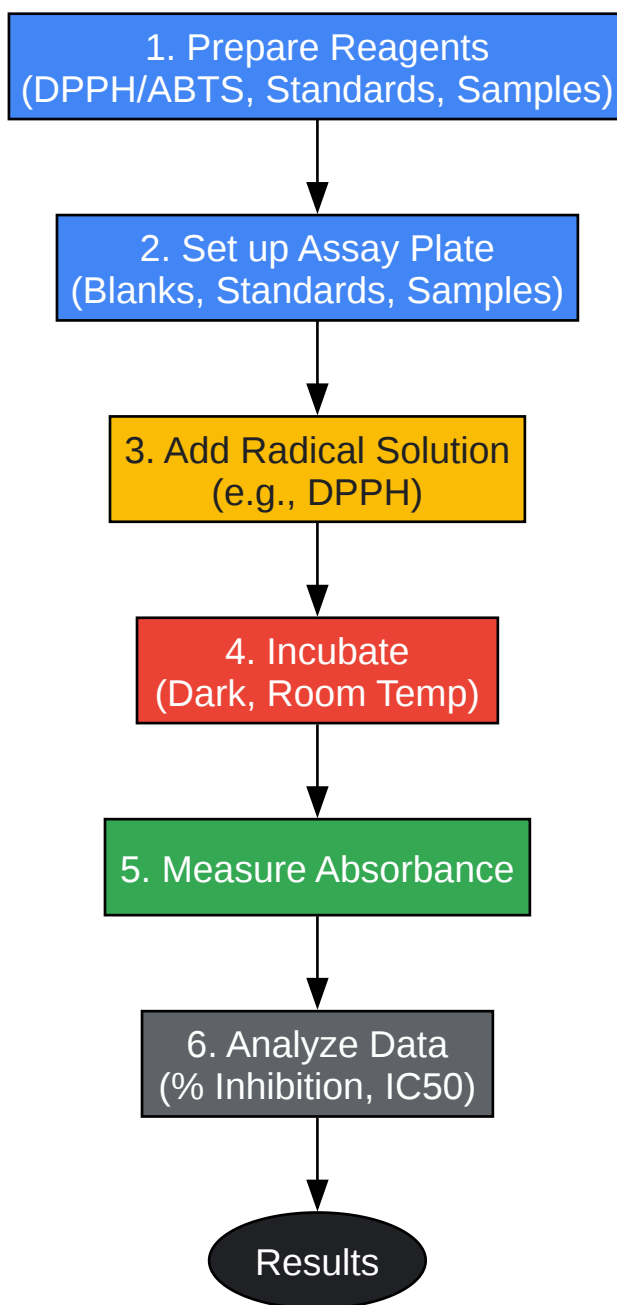 1. Prepare Reagents
(DPPH/ABTS, Standards, Samples)
2. Set up Assay Plate
(Blanks, Standards, Samples)
3. Add Radical Solution
(e.g., DPPH)
4. Incubate
(Dark, Room Temp)
5. Measure Absorbance
6. Analyze Data
(% Inhibition, IC50)
Results